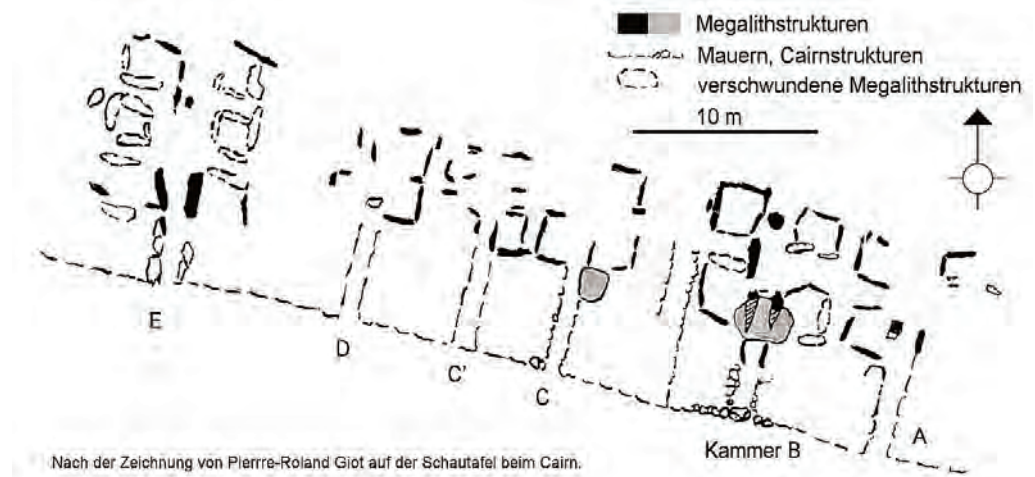 Megalithstrukturen
Mauern, Cairnstrukturen
verschwundene Megalithstrukturen
10 m
E
D
C'
C
Kammer B
A
Nach der Zeichnung von Pierrre-Roland Giot auf der Schautafel beim Cairn.